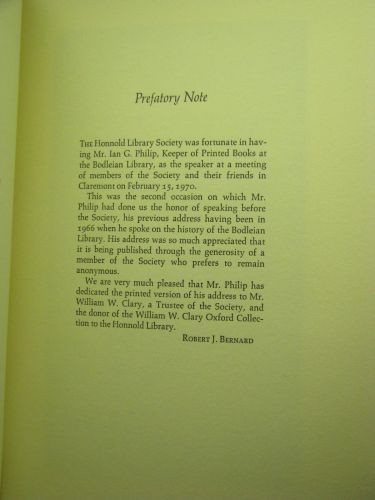 Prefatory Note
THE Honnold Library Society was fortunate in hav-
ing Mr. Ian G. Philip, Keeper of Printed Books at
the Bodleian Library, as the speaker at a meeting
of members of the Society and their friends in
Claremont on February 15, 1970.
This was the second occasion on which Mr.
Philip had done us the honor of speaking before
the Society, his previous address having been in
1966 when he spoke on the history of the Bodleian
Library. His address was so much appreciated that
it is being published through the generosity of a
member of the Society who prefers to remain
anonymous.
We are very much pleased that Mr. Philip has
dedicated the printed version of his address to Mr.
William W. Clary, a Trustee of the Society, and
the donor of the William W. Clary Oxford Collec-
tion to the Honnold Library.
ROBERT J. BERNARD